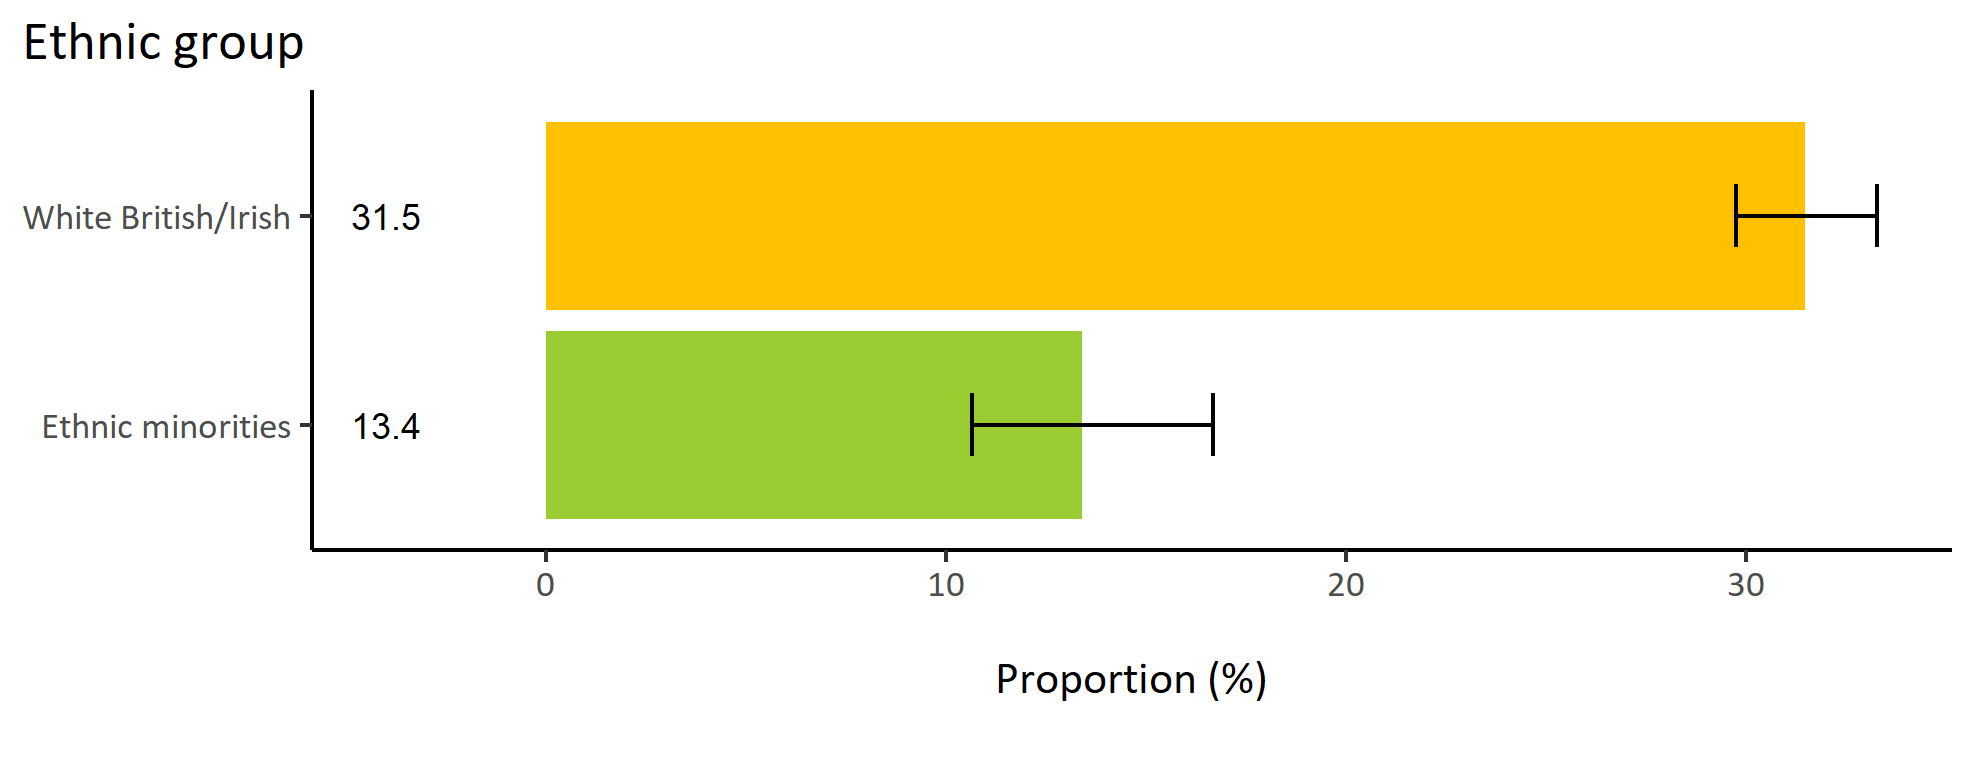 Ethnic group
White British/Irish 31.5
Ethnic minorities 13.4
0 10 20 30
Proportion (%)